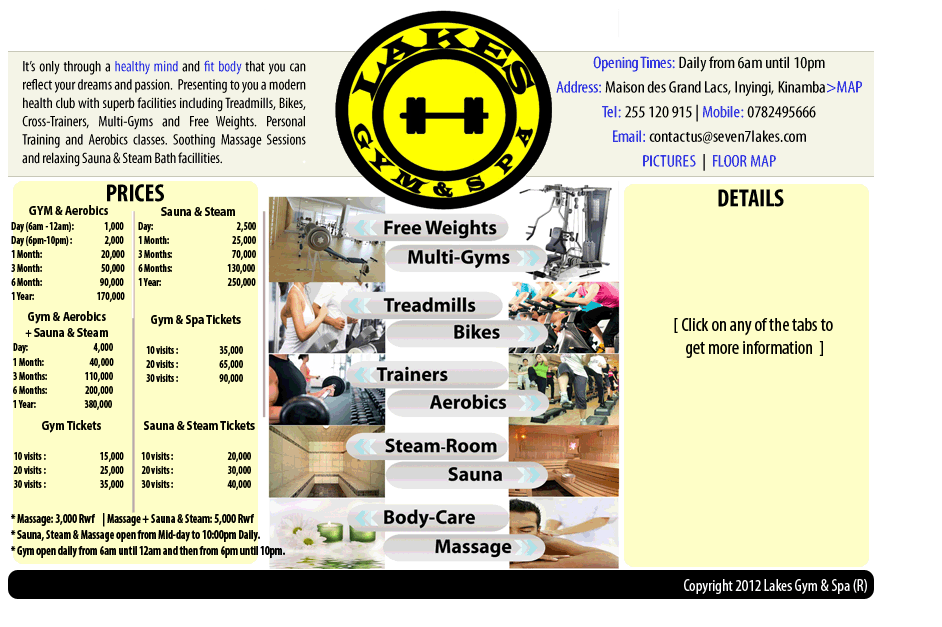 It's only through a healthy mind and fit body that you can
reflect your dreams and passion. Presenting to you a modern
health club with superb facilities including Treadmills, Bikes,
Cross-Trainers, Multi-Gyms and Free Weights. Personal
Training and Aerobics classes. Soothing Massage Sessions
and relaxing Sauna & Steam Bath facillities.
LAKES
GYM & SPA
Opening Times: Daily from 6am until 10pm
Address: Maison des Grand Lacs, Inyingi, Kinamba>MAP
Tel: 255 120 915 | Mobile: 0782495666
Email: contactus@seven7lakes.com
PICTURES | FLOOR MAP
PRICES
GYM & Aerobics
Day (6am -12am): 1,000
Day (6pm-10pm) : 2,000
1 Month: 20,000
3 Month: 50,000
6 Month: 90,000
1 Year: 170,000
Sauna & Steam
Day: 2,500
1 Month: 25,000
3 Months: 70,000
6 Months: 130,000
1 Year: 250,000
Gym & Aerobics
+ Sauna & Steam
Day: 4,000
1 Month: 40,000
3 Months: 110,000
6 Months: 200,000
1 Year: 380,000
Gym & Spa Tickets
10 visits : 35,000
20 visits : 65,000
30 visits : 90,000
Gym Tickets
10 visits : 15,000
20 visits : 25,000
30 visits : 35,000
Sauna & Steam Tickets
10 visits : 20,000
20 visits : 30,000
30 visits : 40,000
* Massage: 3,000 Rwf | Massage + Sauna & Steam: 5,000 Rwf
* Sauna, Steam & Massage open from Mid-day to 10:00pm Daily.
* Gym open daily from 6am until 12am and then from 6pm until 10pm.
Free Weights
Multi-Gyms
Treadmills
Bikes
Trainers
Aerobics
Steam-Room
Sauna
Body-Care
Massage
DETAILS
[ Click on any of the tabs to
get more information ]
Copyright 2012 Lakes Gym & Spa (R)